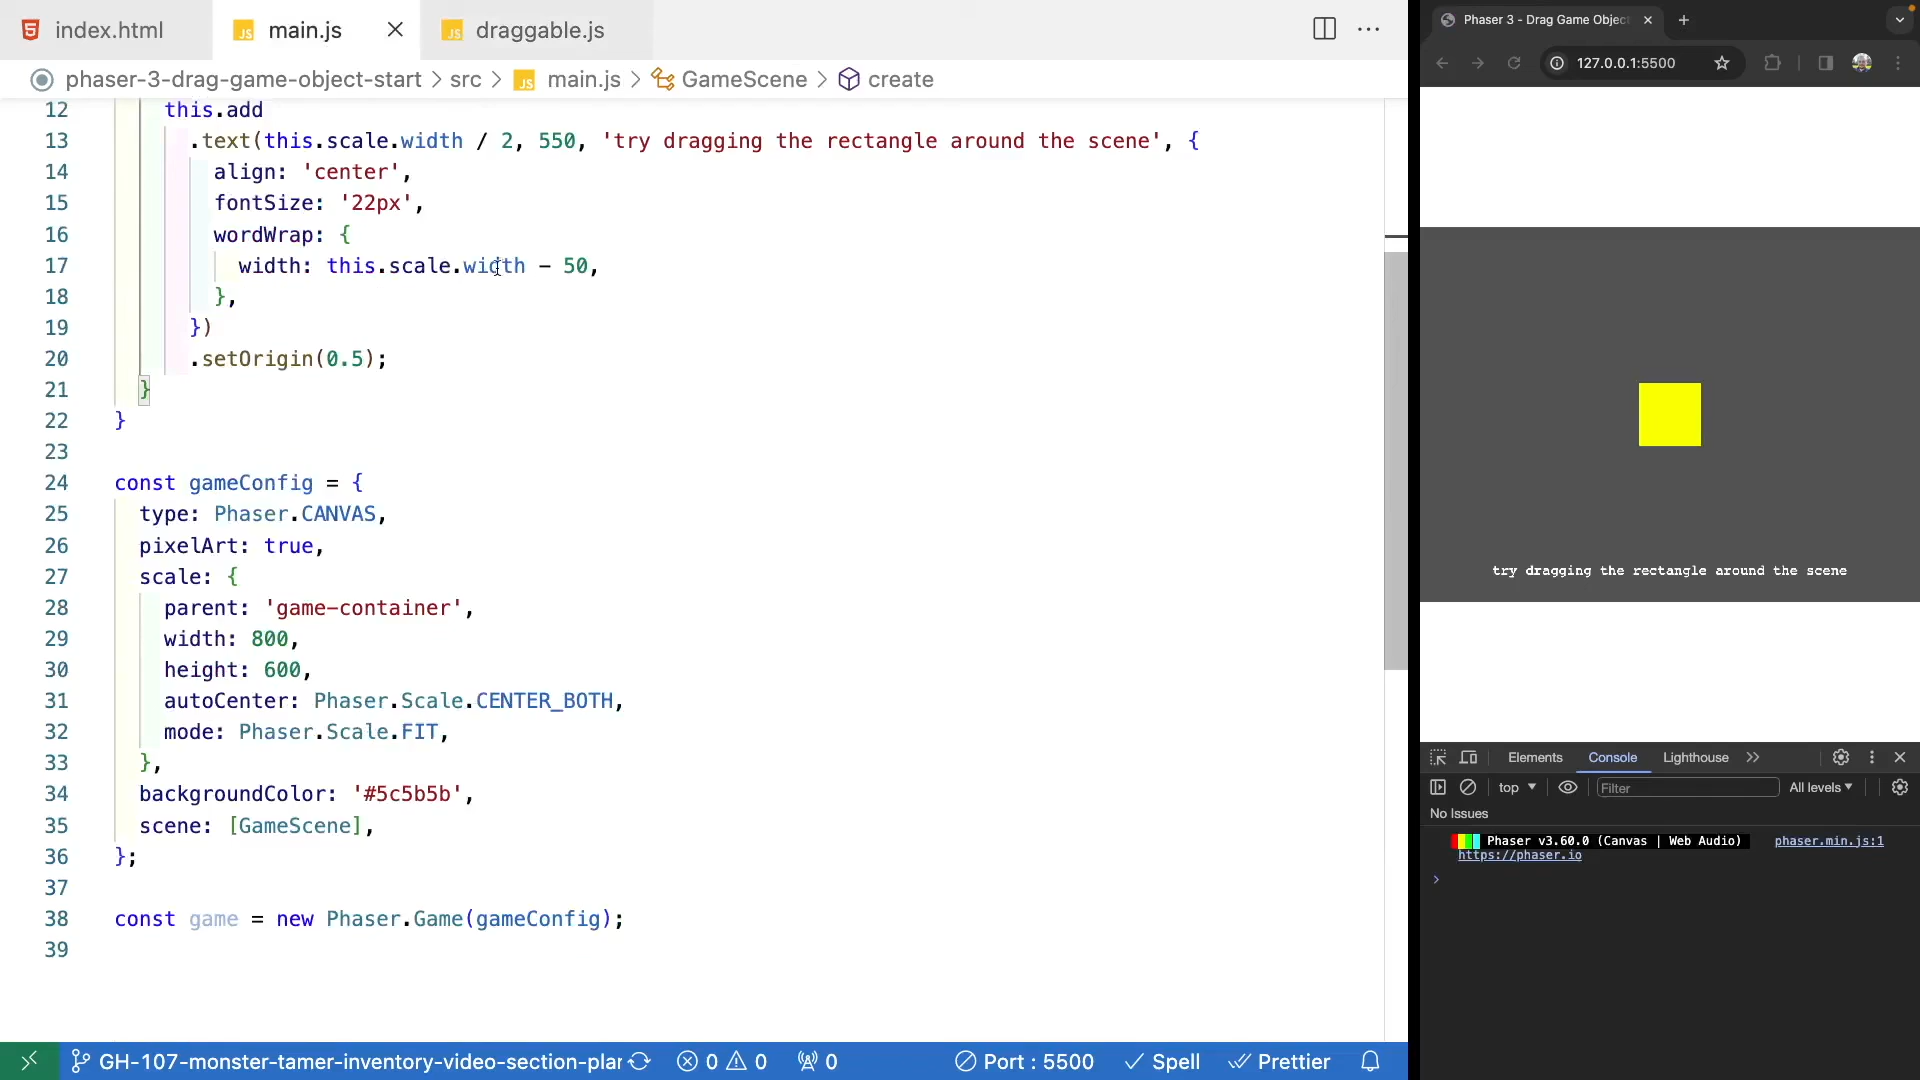 index.html
main.js
draggable.js
phaser-3-drag-game-object-start > src > main.js > GameScene > create
12 this.add
13 .text(this.scale.width / 2, 550, 'try dragging the rectangle around the scene', {
14 align: 'center',
15 fontSize: '22px',
16 wordWrap: {
17 width: this.scale.width - 50,
18 },
19 })
20 .setOrigin(0.5);
21 }
22 }
23
24 const gameConfig = {
25 type: Phaser.CANVAS,
26 pixelArt: true,
27 scale: {
28 parent: 'game-container',
29 width: 800,
30 height: 600,
31 autoCenter: Phaser.Scale.CENTER_BOTH,
32 mode: Phaser.Scale.FIT,
33 },
34 backgroundColor: '#5c5b5b',
35 scene: [GameScene],
36 };
37
38 const game = new Phaser.Game(gameConfig);
39
GH-107-monster-tamer-inventory-video-section-plar 0 0 0 Port : 5500 Spell Prettier
Phaser 3 - Drag Game Objec
127.0.0.1:5500
try dragging the rectangle around the scene
Elements Console Lighthouse
top Filter All levels
No Issues
Phaser v3.60.0 (Canvas | Web Audio) phaser.min.js:1
https://phaser.io